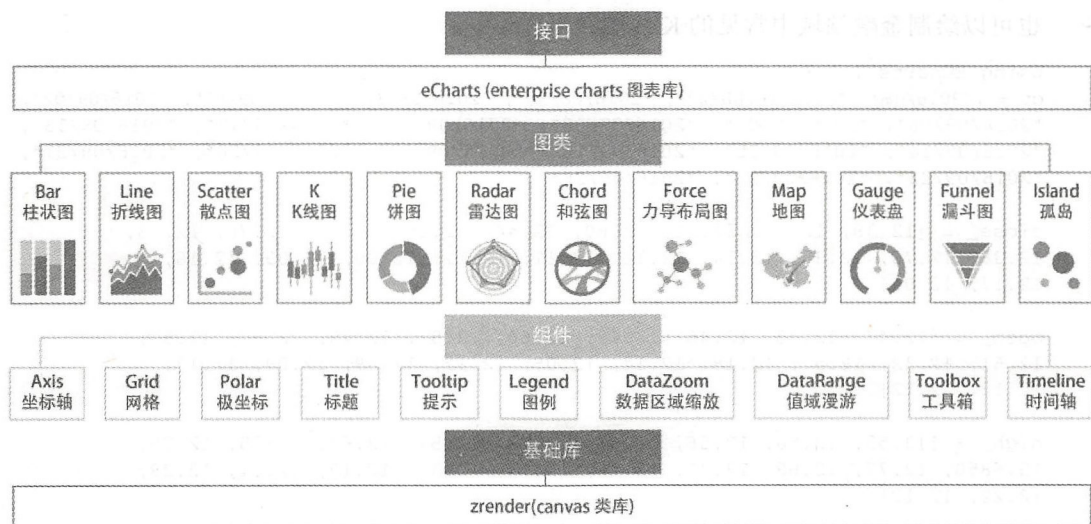 接口
eCharts (enterprise charts 图表库)
图类
Bar
柱状图
Line
折线图
Scatter
散点图
K
K线图
Pie
饼图
Radar
雷达图
Chord
和弦图
Force
力导布局图
Map
地图
Gauge
仪表盘
Funnel
漏斗图
Island
孤岛
组件
Axis
坐标轴
Grid
网格
Polar
极坐标
Title
标题
Tooltip
提示
Legend
图例
DataZoom
数据区域缩放
DataRange
值域漫游
Toolbox
工具箱
Timeline
时间轴
基础库
zrender(canvas 类库)